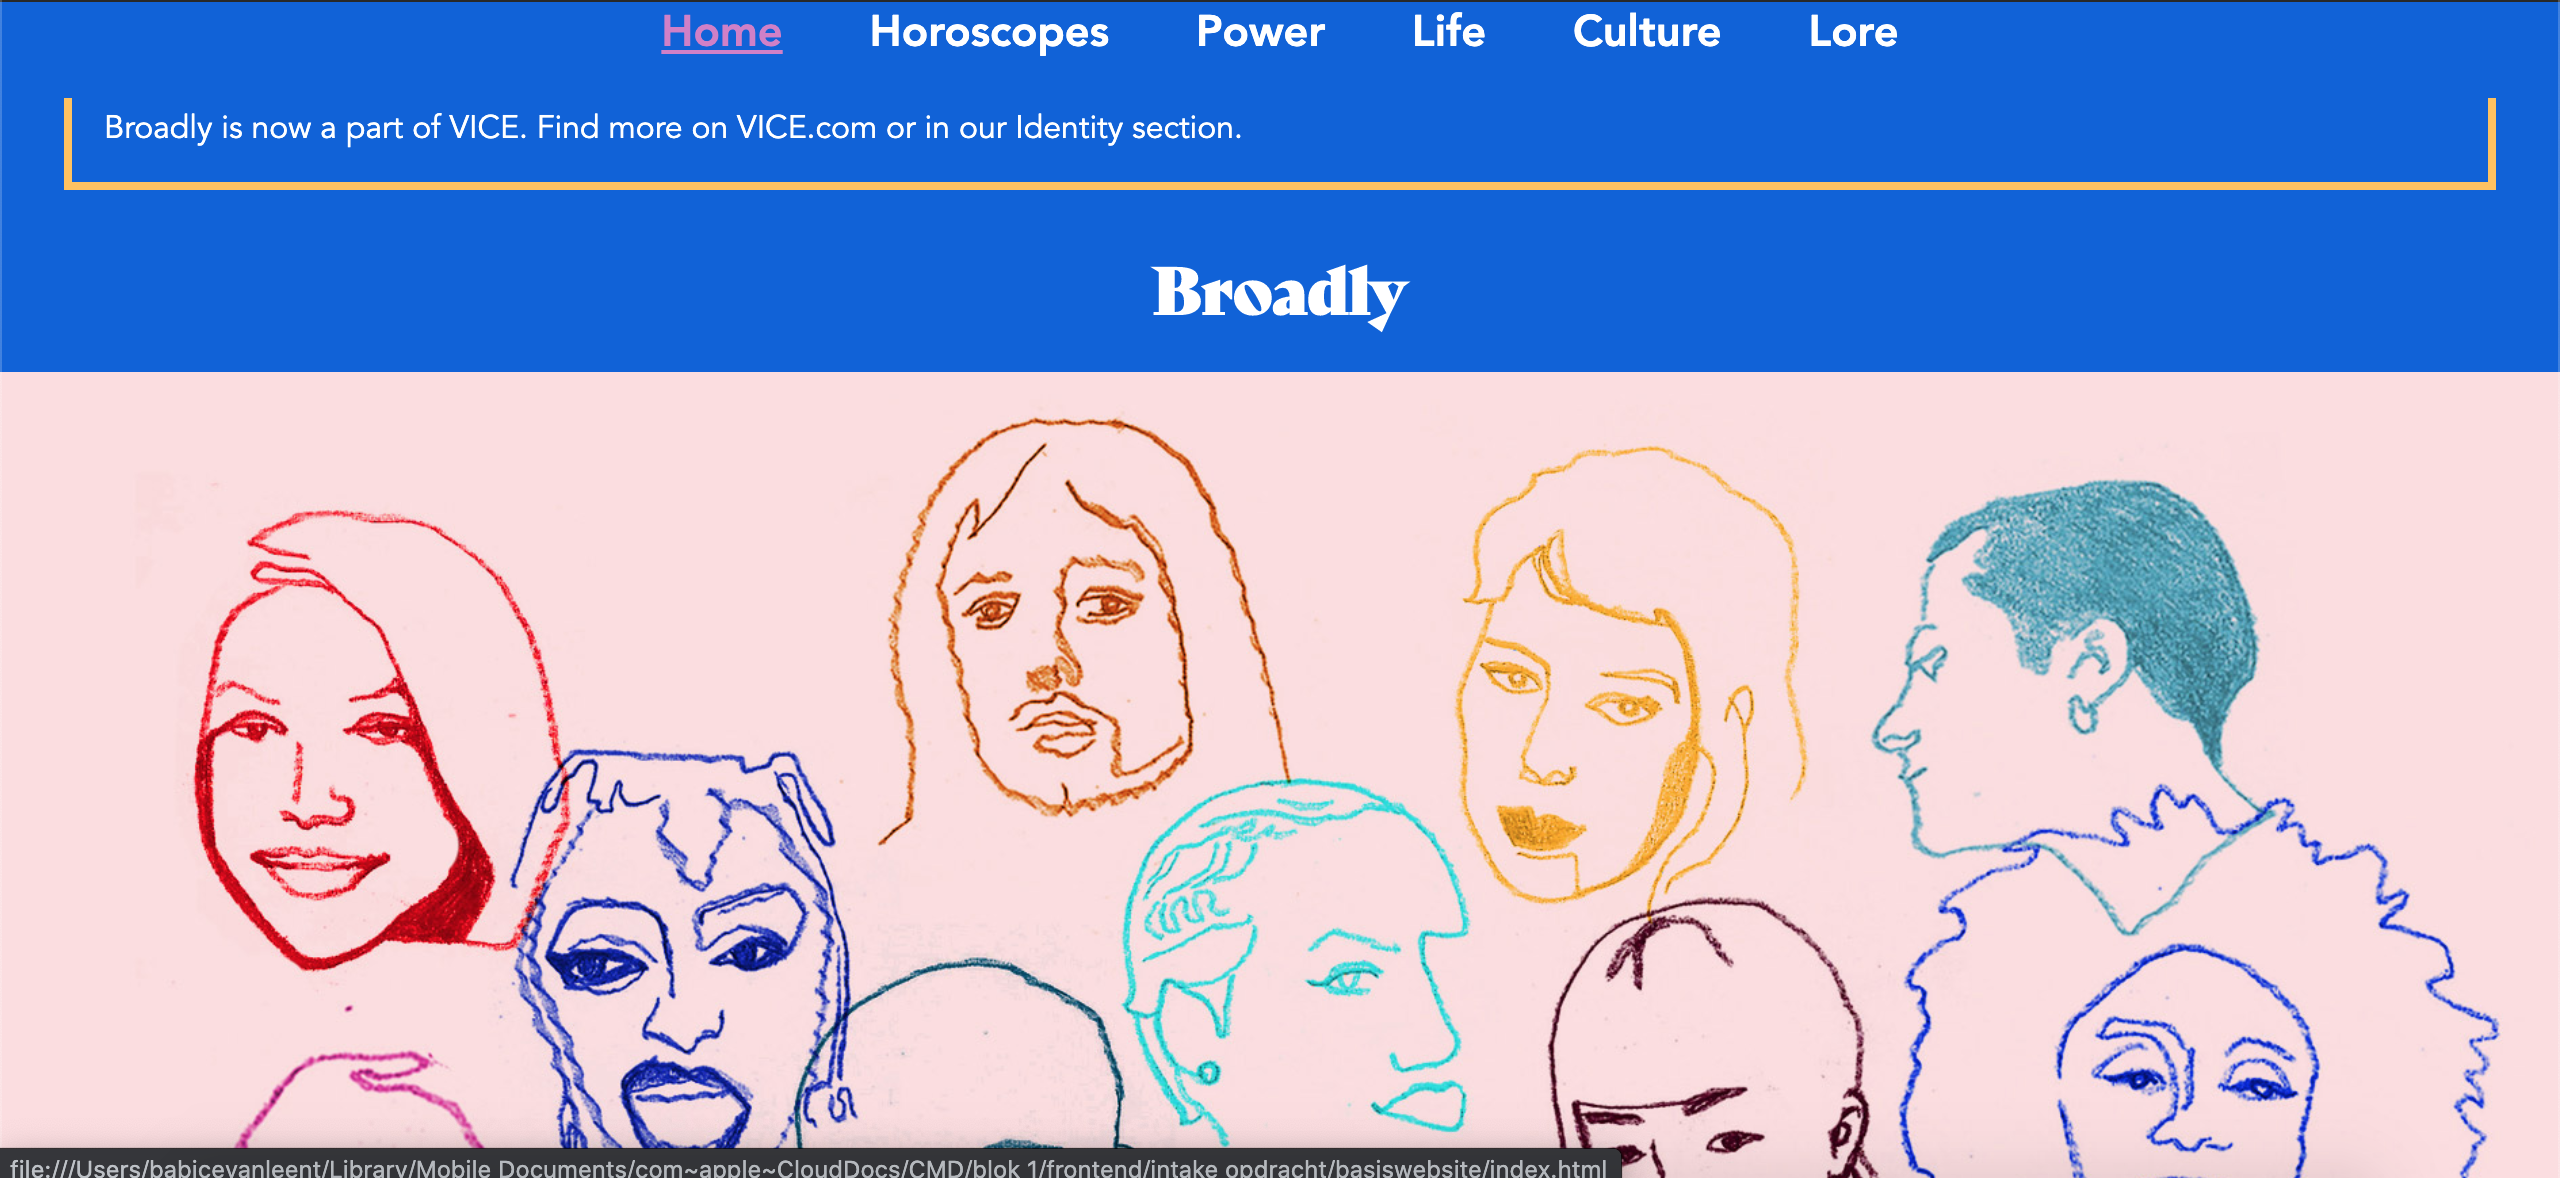 Home Horoscopes Power Life Culture Lore
Broadly is now a part of VICE. Find more on VICE.com or in our Identity section.
Broadly
file:///Users/babicevanleent/Library/Mobile Documents/com~apple~CloudDocs/CMD/blok 1/frontend/intake opdracht/basiswebsite/index.html